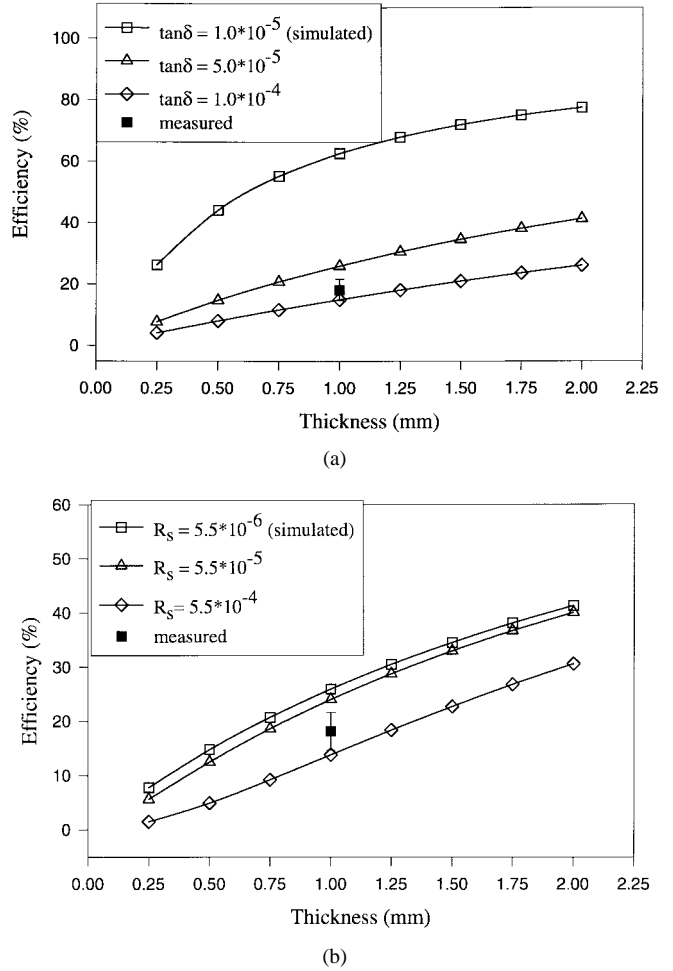 tanδ = 1.0*10⁻⁵ (simulated)
tanδ = 5.0*10⁻⁵
tanδ = 1.0*10⁻⁴
measured
Efficiency (%)
100
80
60
40
20
0
0.00 0.25 0.50 0.75 1.00 1.25 1.50 1.75 2.00 2.25
Thickness (mm)
(a)
Rₛ = 5.5*10⁻⁶ (simulated)
Rₛ = 5.5*10⁻⁵
Rₛ= 5.5*10⁻⁴
measured
Efficiency (%)
60
50
40
30
20
10
0
0.00 0.25 0.50 0.75 1.00 1.25 1.50 1.75 2.00 2.25
Thickness (mm)
(b)